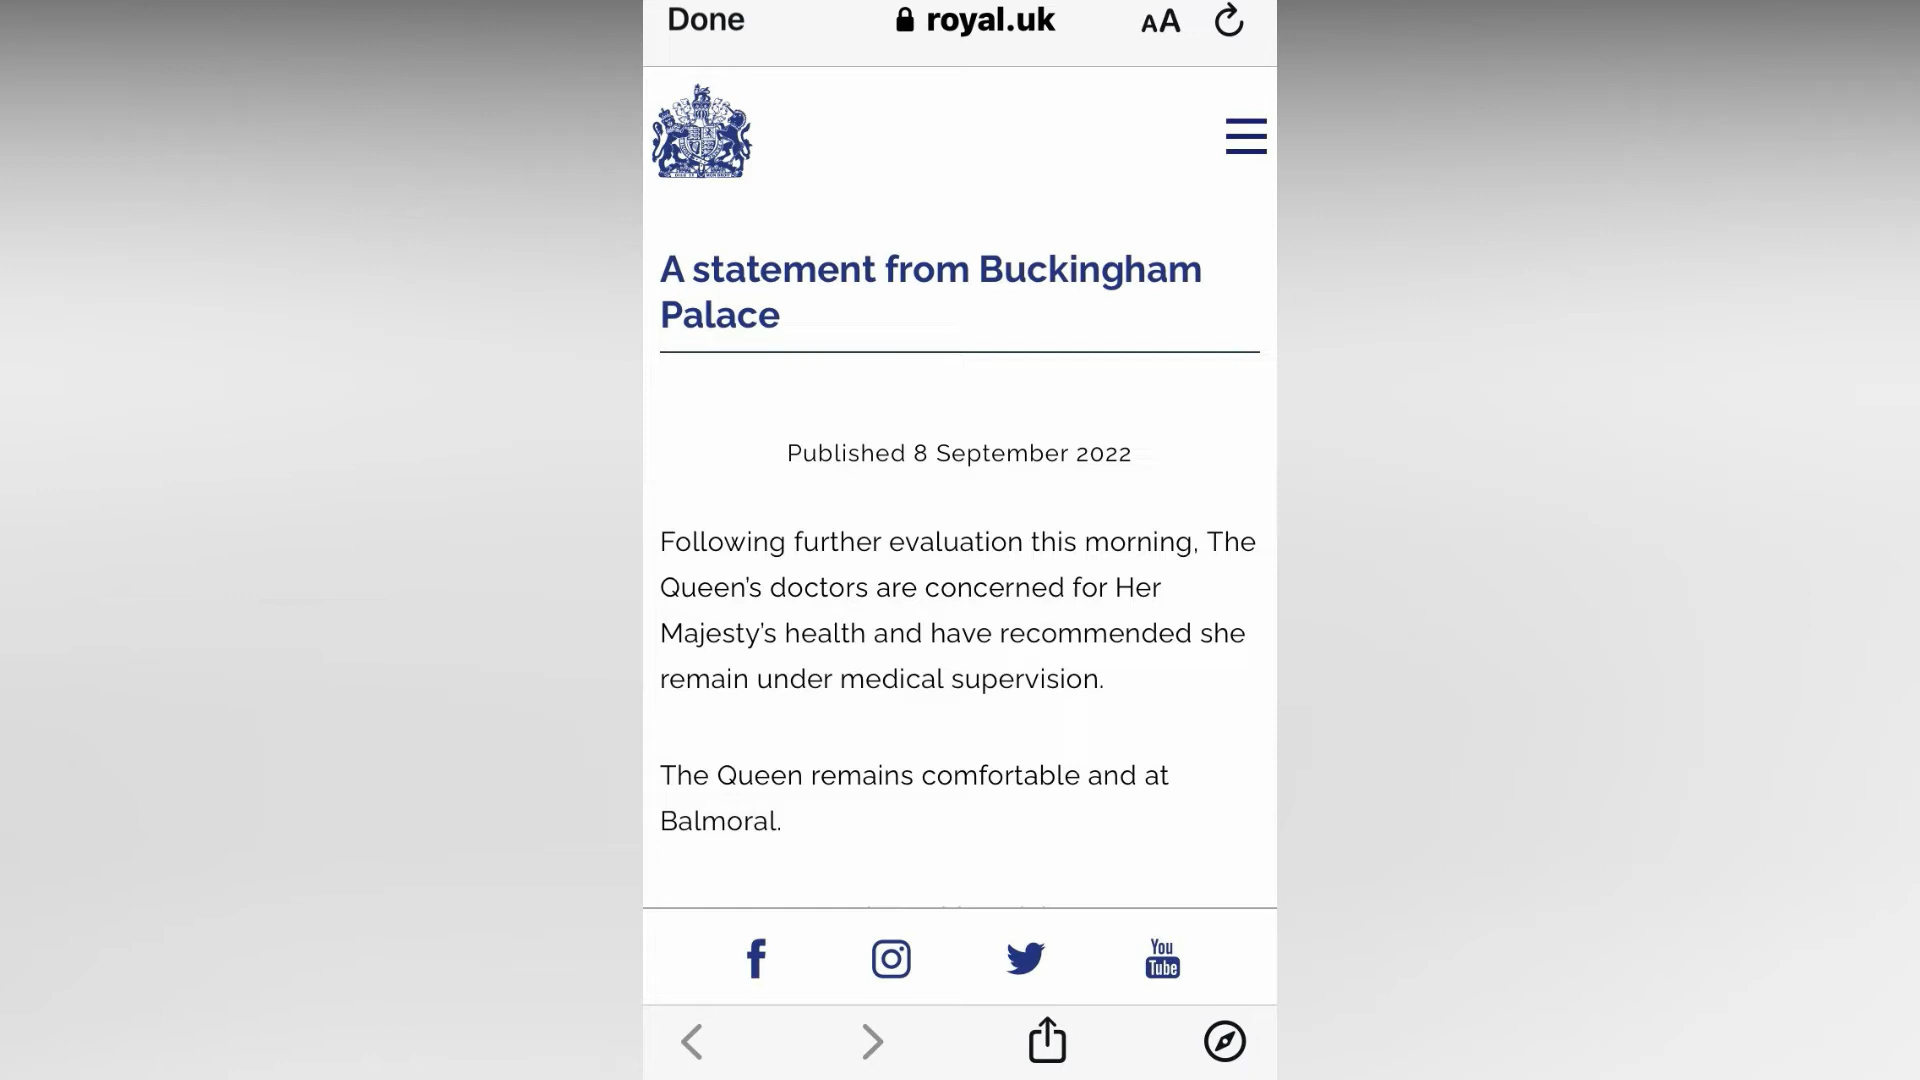 Done
royal.uk
AA
A statement from Buckingham
Palace
Published 8 September 2022
Following further evaluation this morning, The
Queen’s doctors are concerned for Her
Majesty’s health and have recommended she
remain under medical supervision.
The Queen remains comfortable and at
Balmoral.
You
Tube